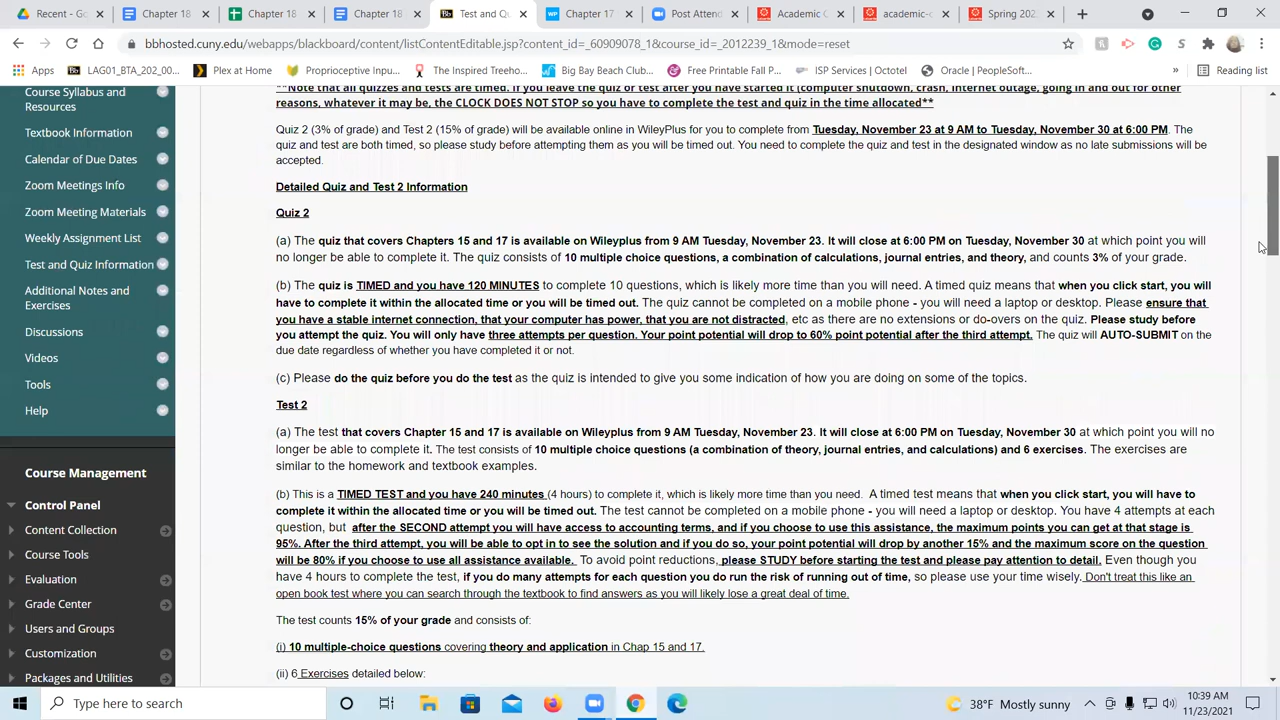 Recent - G
Chapter 18
Chapter 18
Chapter 18
Test and Qu
Chapter 17
Post Attend
Academic C
academic-c
Spring 202
bbhosted.cuny.edu/webapps/blackboard/content/listContentEditable.jsp?content_id=_60909078_1&course_id=_2012239_1&mode=reset
Apps
LAG01_BTA_202_00...
Plex at Home
Proprioceptive Inpu...
The Inspired Treeho...
Big Bay Beach Club...
Free Printable Fall P...
ISP Services | Octotel
Oracle | PeopleSoft...
»
Reading list
Course Syllabus and
Resources
Textbook Information
Calendar of Due Dates
Zoom Meetings Info
Zoom Meeting Materials
Weekly Assignment List
Test and Quiz Information
Additional Notes and
Exercises
Discussions
Videos
Tools
Help
Course Management
Control Panel
Content Collection
Course Tools
Evaluation
Grade Center
Users and Groups
Customization
Packages and Utilities
**Note that all quizzes and tests are timed. If you leave the quiz or test after you have started it (computer shutdown, crash, internet outage, going in and out for other
reasons, whatever it may be, the CLOCK DOES NOT STOP so you have to complete the test and quiz in the time allocated**
Quiz 2 (3% of grade) and Test 2 (15% of grade) will be available online in WileyPlus for you to complete from Tuesday, November 23 at 9 AM to Tuesday, November 30 at 6:00 PM. The
quiz and test are both timed, so please study before attempting them as you will be timed out. You need to complete the quiz and test in the designated window as no late submissions will be
accepted.
Detailed Quiz and Test 2 Information
Quiz 2
(a) The quiz that covers Chapters 15 and 17 is available on Wileyplus from 9 AM Tuesday, November 23. It will close at 6:00 PM on Tuesday, November 30 at which point you will
no longer be able to complete it. The quiz consists of 10 multiple choice questions, a combination of calculations, journal entries, and theory, and counts 3% of your grade.
(b) The quiz is TIMED and you have 120 MINUTES to complete 10 questions, which is likely more time than you will need. A timed quiz means that when you click start, you will
have to complete it within the allocated time or you will be timed out. The quiz cannot be completed on a mobile phone - you will need a laptop or desktop. Please ensure that
you have a stable internet connection, that your computer has power, that you are not distracted, etc as there are no extensions or do-overs on the quiz. Please study before
you attempt the quiz. You will only have three attempts per question. Your point potential will drop to 60% point potential after the third attempt. The quiz will AUTO-SUBMIT on the
due date regardless of whether you have completed it or not.
(c) Please do the quiz before you do the test as the quiz is intended to give you some indication of how you are doing on some of the topics.
Test 2
(a) The test that covers Chapter 15 and 17 is available on Wileyplus from 9 AM Tuesday, November 23. It will close at 6:00 PM on Tuesday, November 30 at which point you will no
longer be able to complete it. The test consists of 10 multiple choice questions (a combination of theory, journal entries, and calculations) and 6 exercises. The exercises are
similar to the homework and textbook examples.
(b) This is a TIMED TEST and you have 240 minutes (4 hours) to complete it, which is likely more time than you need. A timed test means that when you click start, you will have to
complete it within the allocated time or you will be timed out. The test cannot be completed on a mobile phone - you will need a laptop or desktop. You have 4 attempts at each
question, but after the SECOND attempt you will have access to accounting terms, and if you choose to use this assistance, the maximum points you can get at that stage is
95%. After the third attempt, you will be able to opt in to see the solution and if you do so, your point potential will drop by another 15% and the maximum score on the question
will be 80% if you choose to use all assistance available. To avoid point reductions, please STUDY before starting the test and please pay attention to detail. Even though you
have 4 hours to complete the test, if you do many attempts for each question you do run the risk of running out of time, so please use your time wisely. Don't treat this like an
open book test where you can search through the textbook to find answers as you will likely lose a great deal of time.
The test counts 15% of your grade and consists of:
(i) 10 multiple-choice questions covering theory and application in Chap 15 and 17.
(ii) 6 Exercises detailed below:
Type here to search
38°F Mostly sunny
10:39 AM
11/23/2021